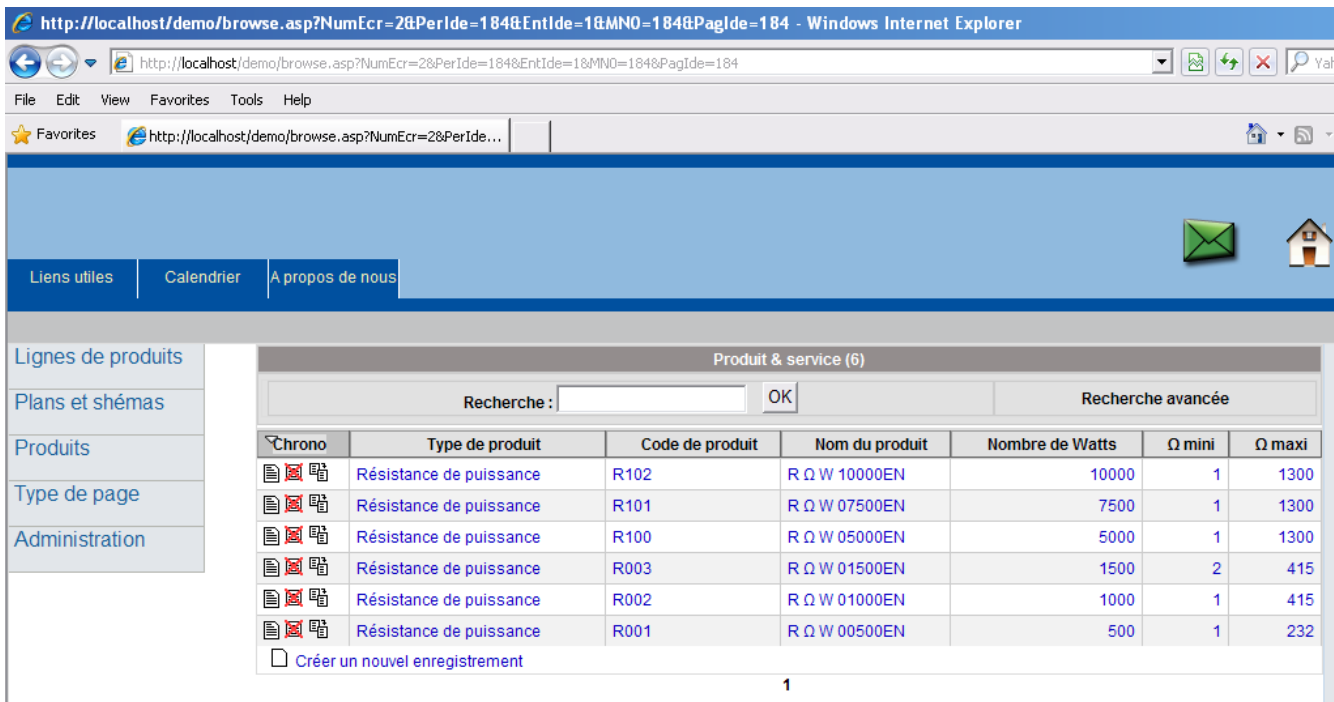 http://localhost/demo/browse.asp?NumEcr=2&PerIde=184&EntIde=1&MN0=184&PagIde=184 - Windows Internet Explorer
http://localhost/demo/browse.asp?NumEcr=2&PerIde=184&EntIde=1&MN0=184&PagIde=184
File Edit View Favorites Tools Help
Favorites http://localhost/demo/browse.asp?NumEcr=2&PerIde...
Liens utiles Calendrier A propos de nous
Lignes de produits
Plans et shémas
Produits
Type de page
Administration
Produit & service (6)
Recherche : OK Recherche avancée
Chrono Type de produit Code de produit Nom du produit Nombre de Watts Ω mini Ω maxi
Résistance de puissance R102 R Ω W 10000EN 10000 1 1300
Résistance de puissance R101 R Ω W 07500EN 7500 1 1300
Résistance de puissance R100 R Ω W 05000EN 5000 1 1300
Résistance de puissance R003 R Ω W 01500EN 1500 2 415
Résistance de puissance R002 R Ω W 01000EN 1000 1 415
Résistance de puissance R001 R Ω W 00500EN 500 1 232
Créer un nouvel enregistrement
1